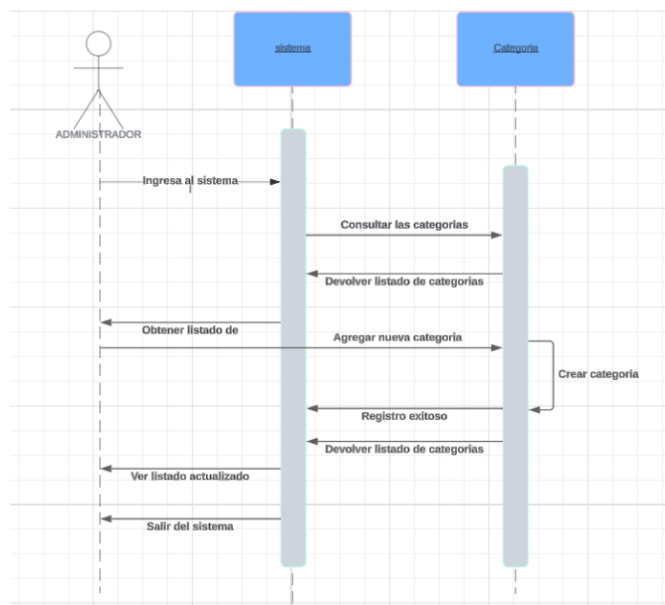 sistema
Categoria
ADMINISTRADOR
Ingresa al sistema
Consultar las categorias
Devolver listado de categorias
Obtener listado de
Agregar nueva categoria
Crear categoria
Registro exitoso
Devolver listado de categorias
Ver listado actualizado
Salir del sistema